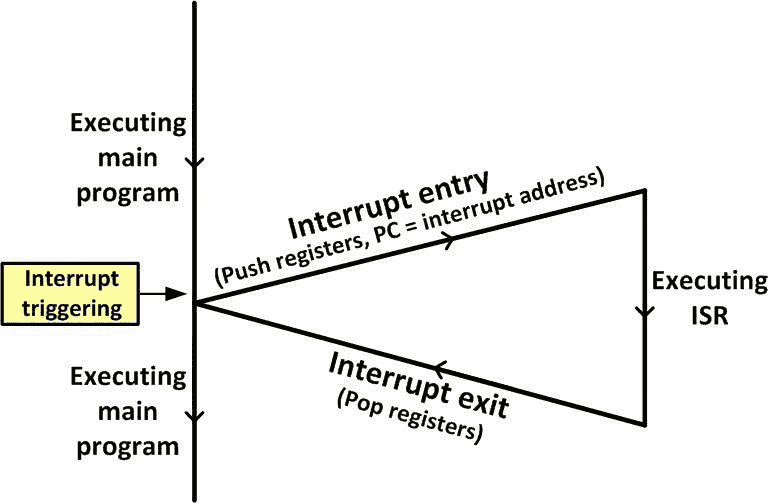 Executing
main
program
Interrupt entry
(Push registers, PC = interrupt address)
Interrupt
triggering
Executing
ISR
Interrupt exit
(Pop registers)
Executing
main
program